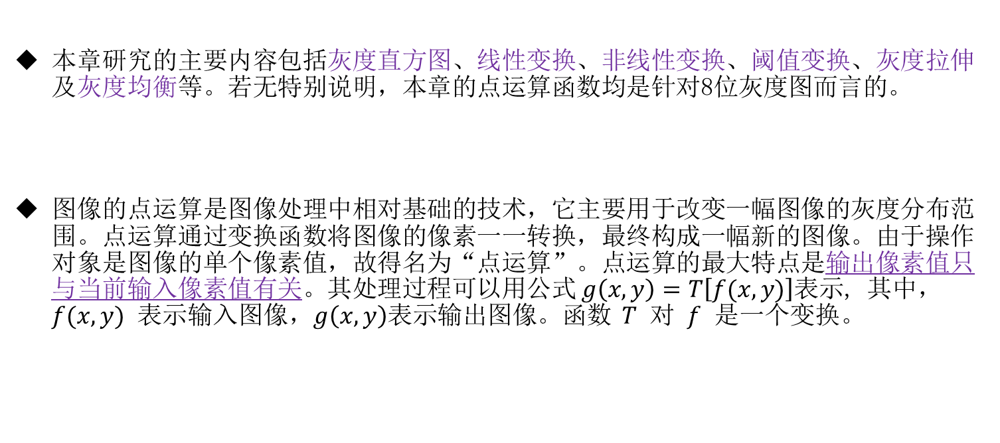 ◆ 本章研究的主要内容包括灰度直方图、线性变换、非线性变换、阈值变换、灰度拉伸
及灰度均衡等。若无特别说明，本章的点运算函数均是针对8位灰度图而言的。
◆ 图像的点运算是图像处理中相对基础的技术，它主要用于改变一幅图像的灰度分布范
围。点运算通过变换函数将图像的像素一一转换，最终构成一幅新的图像。由于操作
对象是图像的单个像素值，故得名为“点运算”。点运算的最大特点是输出像素值只
与当前输入像素值有关。其处理过程可以用公式 g(x,y) = T[f(x,y)]表示，其中，
f(x,y) 表示输入图像，g(x,y)表示输出图像。函数 T 对 f 是一个变换。